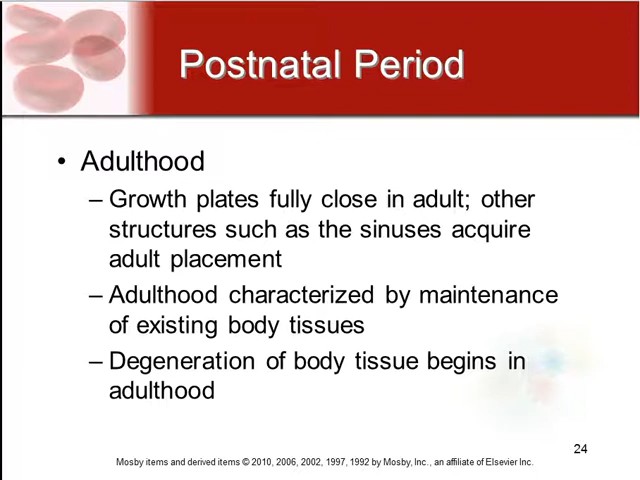 Postnatal Period
• Adulthood
– Growth plates fully close in adult; other
structures such as the sinuses acquire
adult placement
– Adulthood characterized by maintenance
of existing body tissues
– Degeneration of body tissue begins in
adulthood
24
Mosby items and derived items © 2010, 2006, 2002, 1997, 1992 by Mosby, Inc., an affiliate of Elsevier Inc.